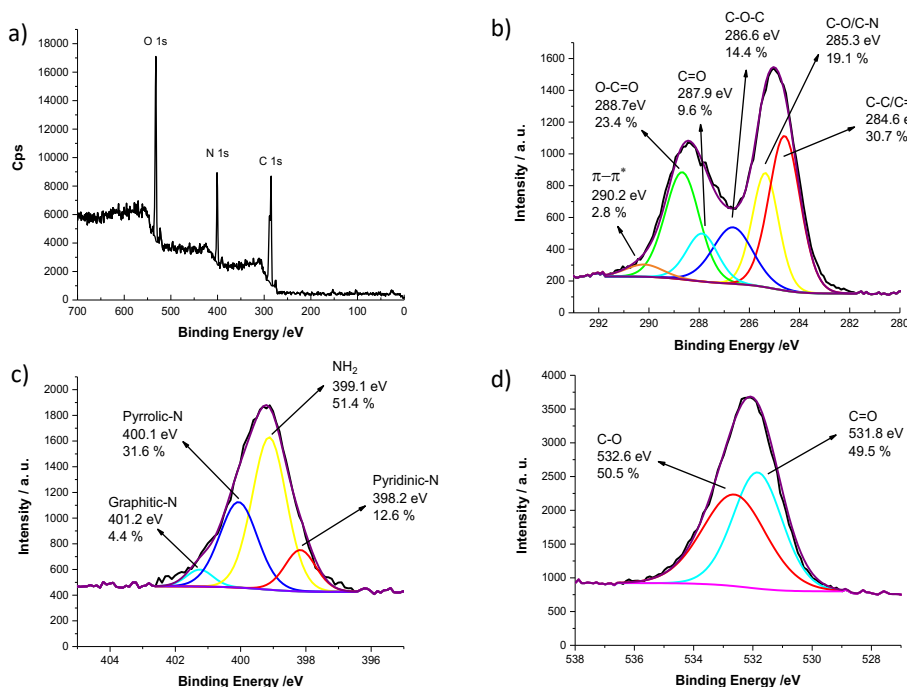 a)
O 1s
N 1s
C 1s
18000
16000
14000
12000
10000
8000
6000
4000
2000
0
Cps
700
600
500
400
300
200
100
0
Binding Energy /eV
b)
C-O-C
286.6 eV
14.4 %
C-O/C-N
285.3 eV
19.1 %
C=O
287.9 eV
9.6 %
O-C=O
288.7eV
23.4 %
C-C/C=
284.6 e
30.7 %
π–π*
290.2 eV
2.8 %
1600
1400
1200
1000
800
600
400
200
0
Intensity / a. u.
292
290
288
286
284
282
280
Binding Energy /eV
c)
NH2
399.1 eV
51.4 %
Pyrrolic-N
400.1 eV
31.6 %
Pyridinic-N
398.2 eV
12.6 %
Graphitic-N
401.2 eV
4.4 %
2000
1800
1600
1400
1200
1000
800
600
400
200
0
Intensity / a. u.
404
402
400
398
396
Binding Energy /eV
d)
C=O
531.8 eV
49.5 %
C-O
532.6 eV
50.5 %
4000
3500
3000
2500
2000
1500
1000
500
0
Intensity / a. u.
538
536
534
532
530
528
Binding Energy /eV